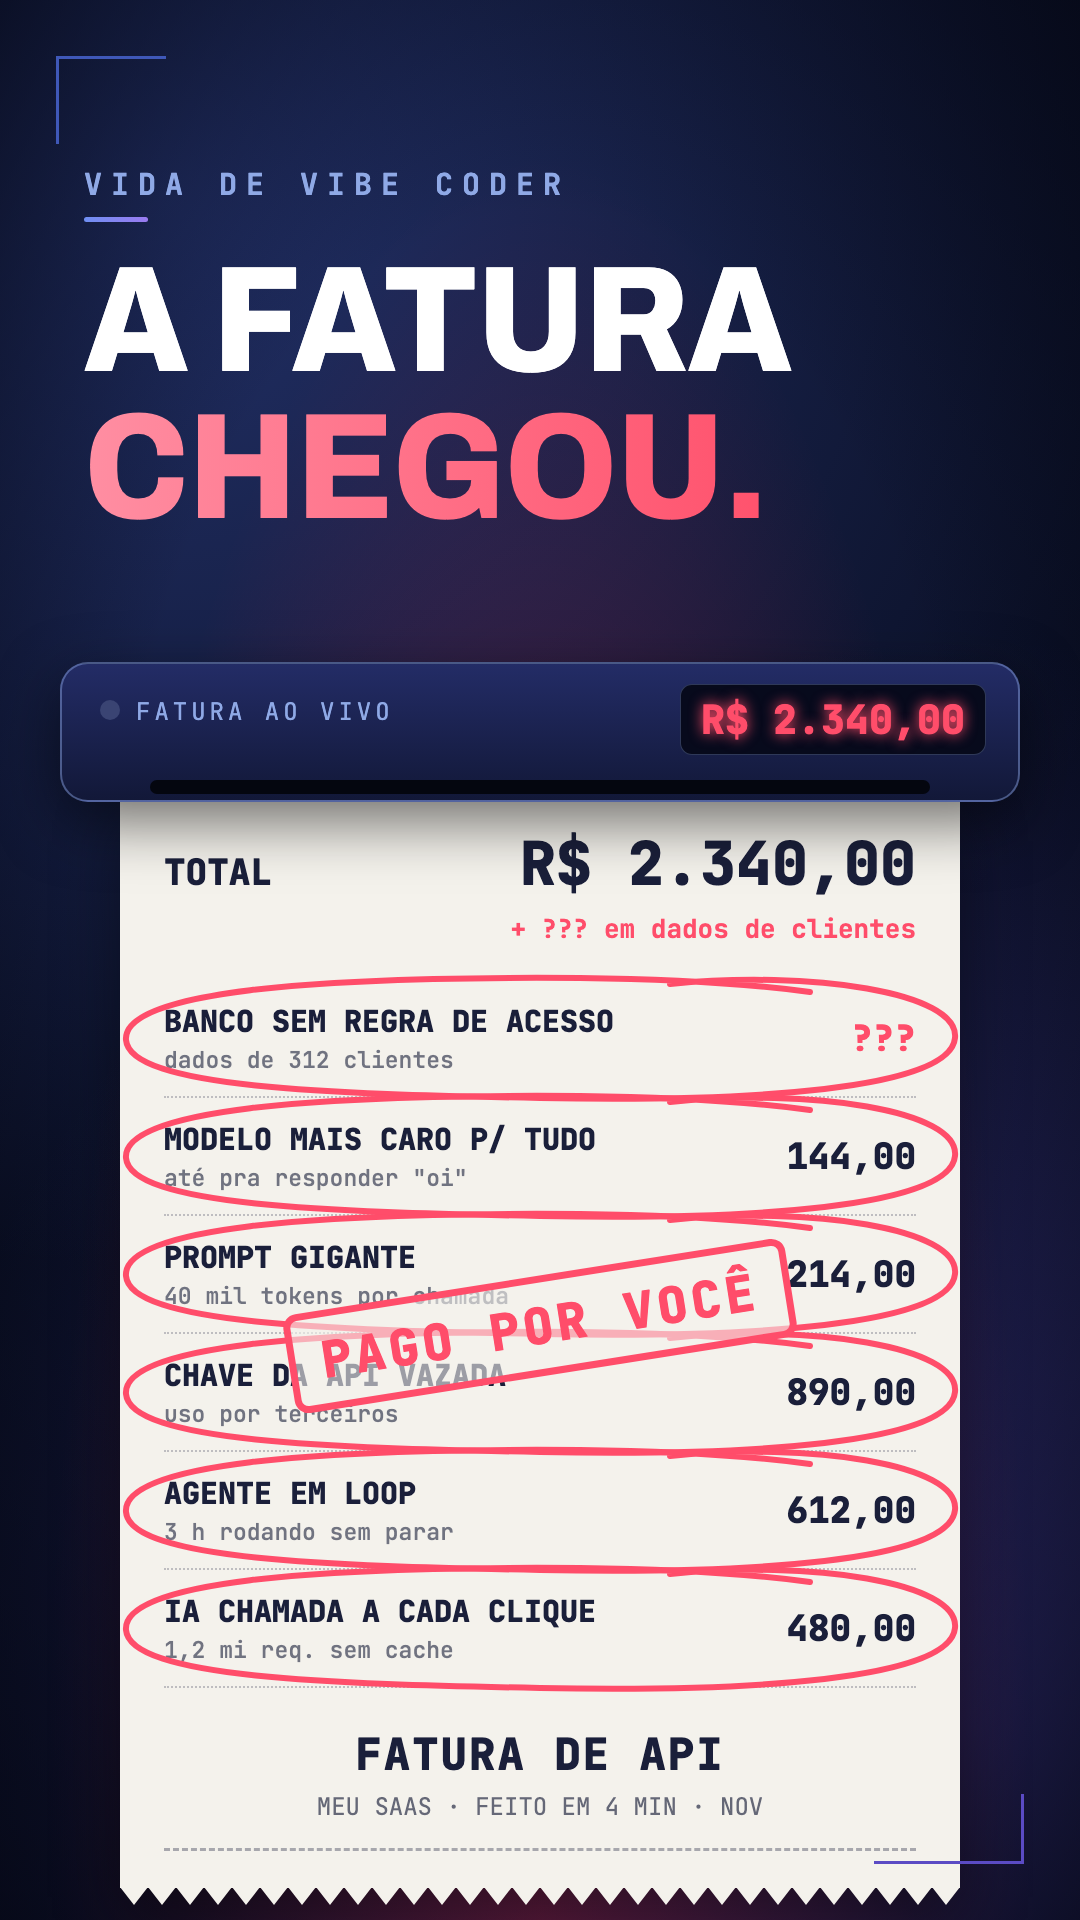 VIDA DE VIBE CODER
A FATURA
CHEGOU.
FATURA AO VIVO
R$ 2.340,00
TOTAL
R$ 2.340,00
+ ??? em dados de clientes
BANCO SEM REGRA DE ACESSO
???
dados de 312 clientes
MODELO MAIS CARO P/ TUDO
144,00
até pra responder "oi"
PROMPT GIGANTE
214,00
40 mil tokens por chamada
PAGO POR VOCÊ
CHAVE DA API VAZADA
890,00
uso por terceiros
AGENTE EM LOOP
612,00
3 h rodando sem parar
IA CHAMADA A CADA CLIQUE
480,00
1,2 mi req. sem cache
FATURA DE API
MEU SAAS · FEITO EM 4 MIN · NOV